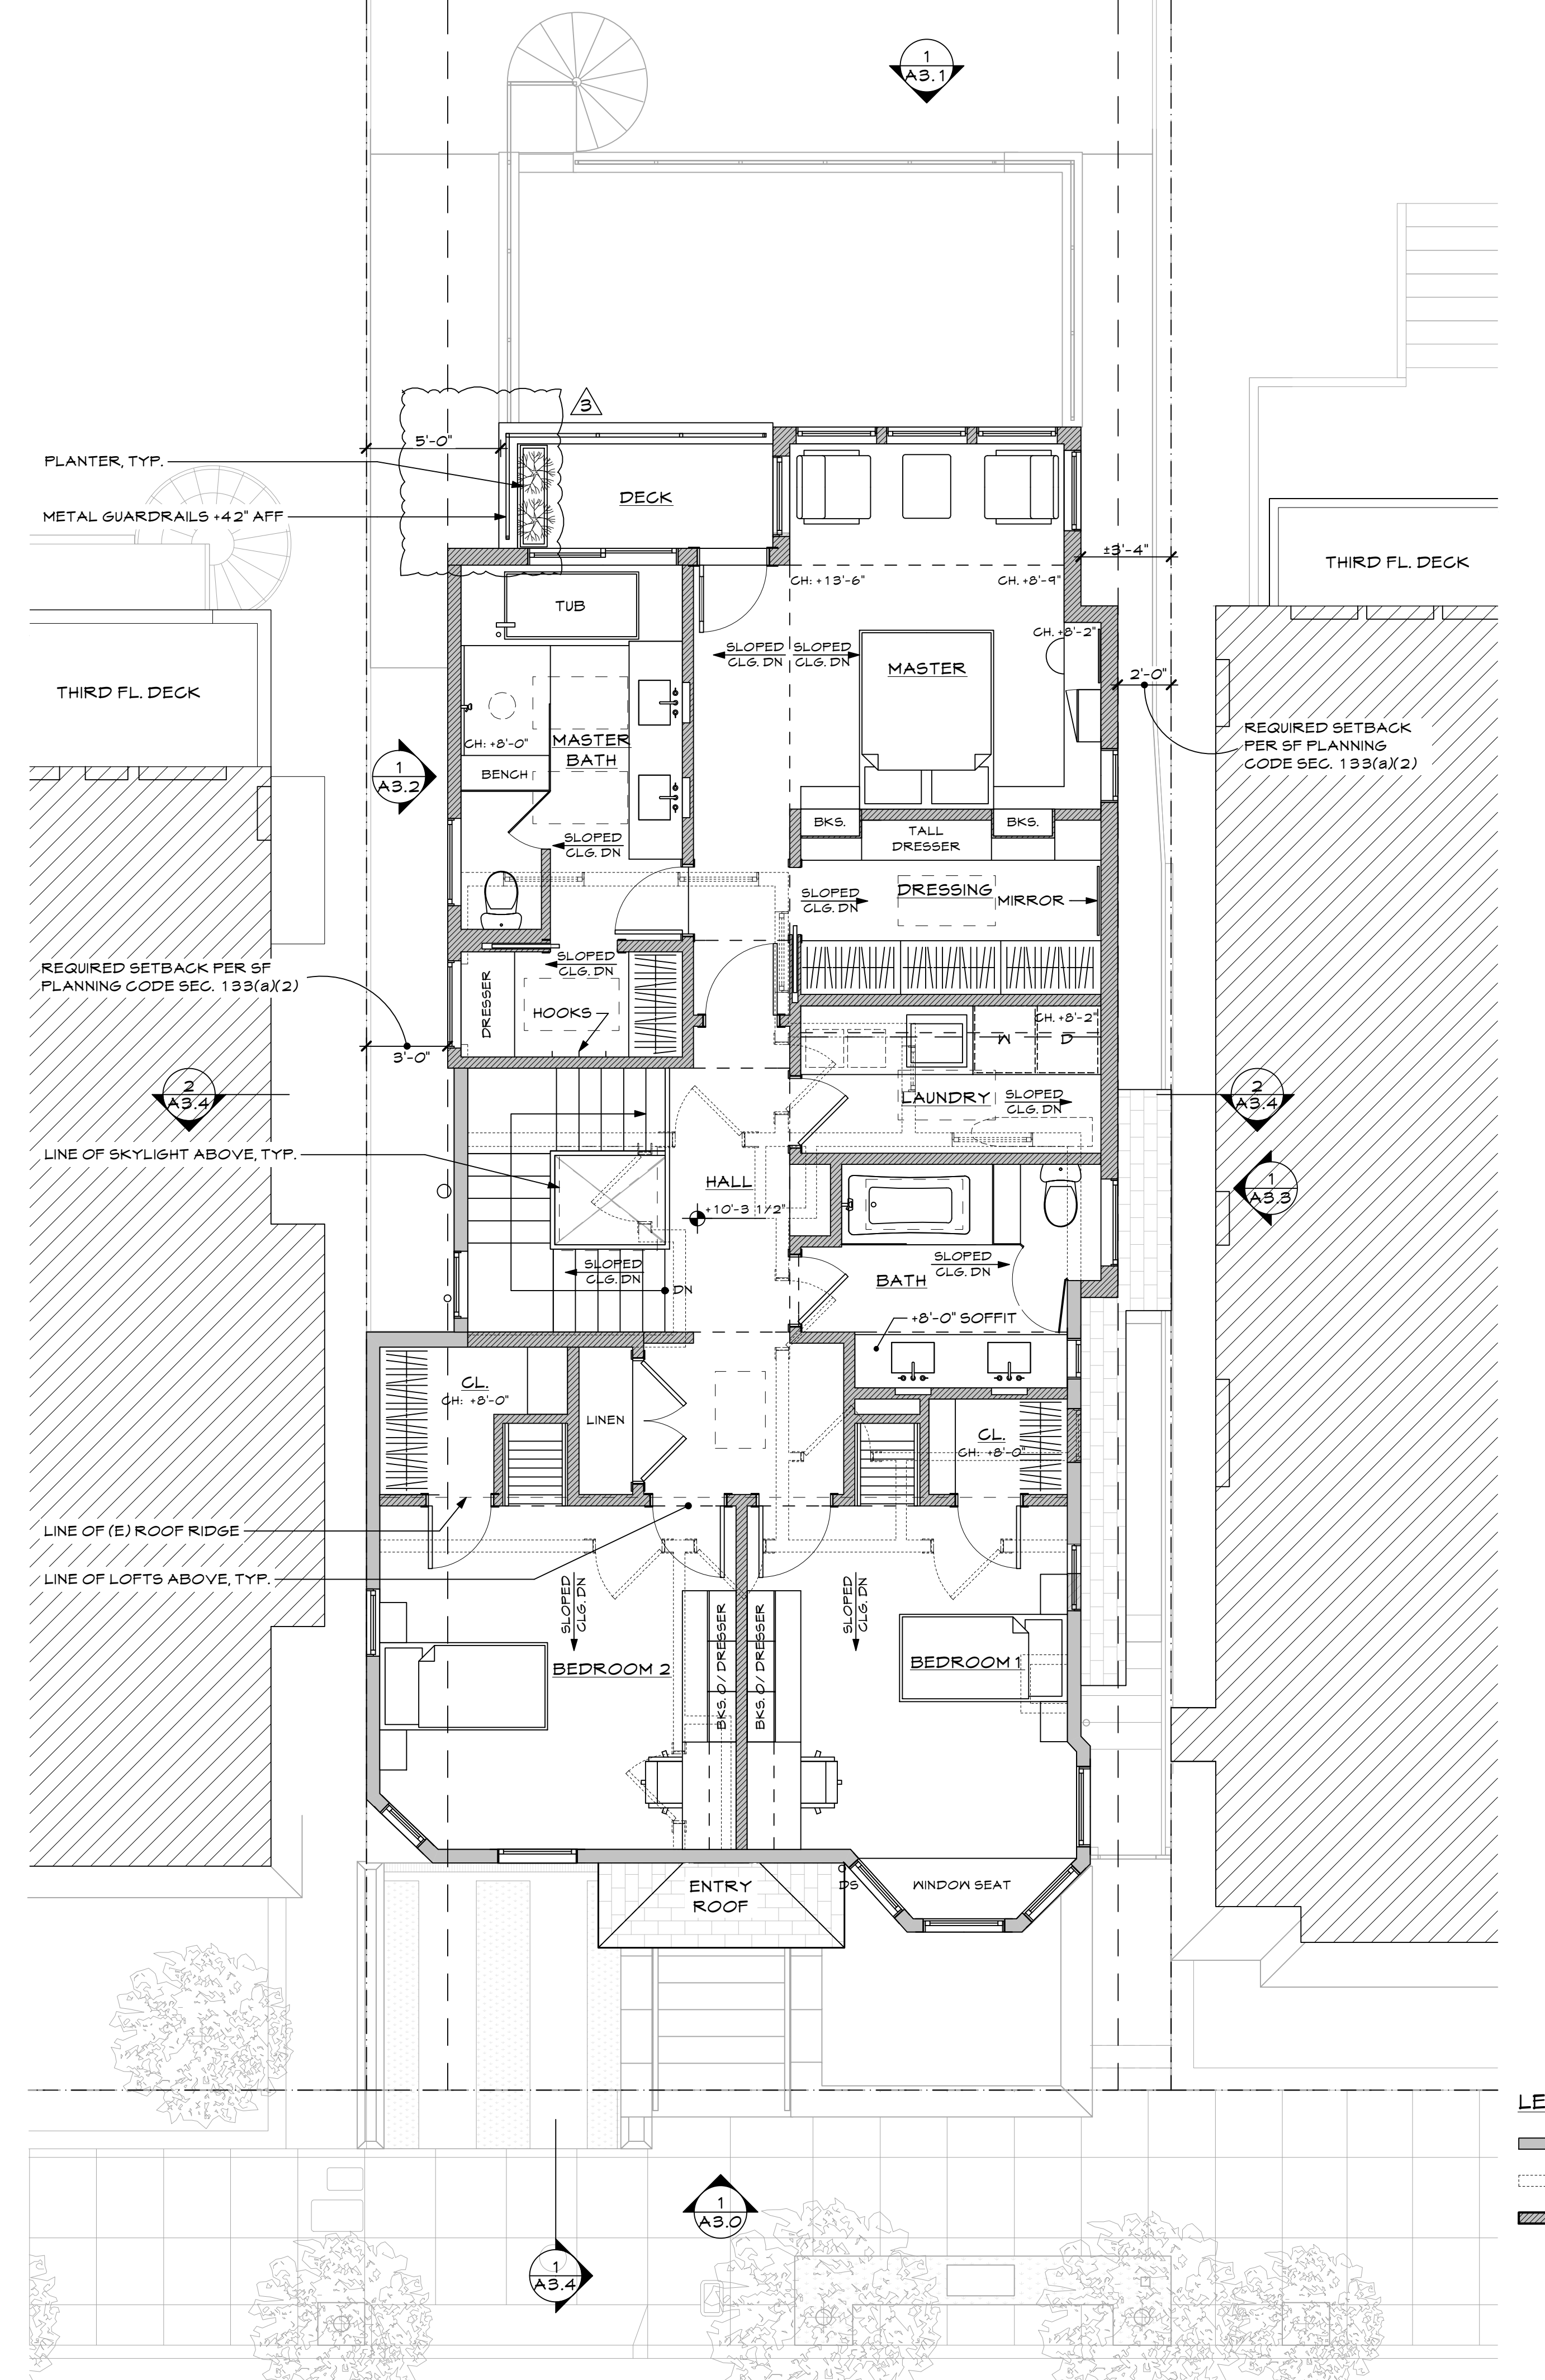 1
A3.1
3
5'-0"
PLANTER, TYP.
METAL GUARDRAILS +42" AFF
DECK
±3'-4"
THIRD FL. DECK
CH: +13'-6"
CH. +8'-9"
TUB
CH. +8'-2"
SLOPED
CLG. DN
SLOPED
CLG. DN
MASTER
2'-0"
THIRD FL. DECK
REQUIRED SETBACK
PER SF PLANNING
CODE SEC. 133(a)(2)
CH: +8'-0"
MASTER
BATH
1
A3.2
BENCH
BKS.
BKS.
TALL
DRESSER
SLOPED
CLG. DN
SLOPED
CLG. DN
DRESSING
MIRROR
REQUIRED SETBACK PER SF
PLANNING CODE SEC. 133(a)(2)
SLOPED
CLG. DN
DRESSER
HOOKS
CH. +8'-2"
W
D
3'-0"
2
A3.4
LAUNDRY
SLOPED
CLG. DN
2
A3.4
LINE OF SKYLIGHT ABOVE, TYP.
HALL
+10'-3 1/2"
1
A3.3
SLOPED
CLG. DN
DN
SLOPED
CLG. DN
BATH
+8'-0" SOFFIT
CL.
CH: +8'-0"
LINEN
CL.
CH: +8'-0"
LINE OF (E) ROOF RIDGE
LINE OF LOFTS ABOVE, TYP.
SLOPED
CLG. DN
SLOPED
CLG. DN
BKS. O/ DRESSER
BKS. O/ DRESSER
BEDROOM 2
BEDROOM 1
DS
WINDOW SEAT
ENTRY
ROOF
LE
1
A3.0
1
A3.4